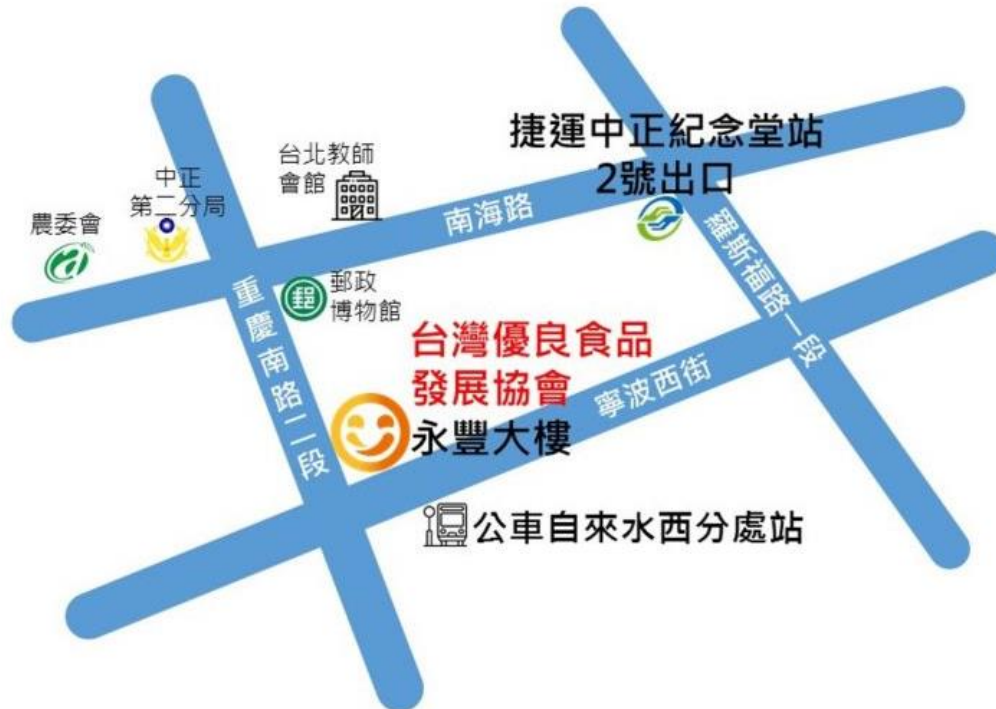 捷運中正紀念堂站
2號出口
台北教師
會館
中正
第二分局
農委會
南海路
羅斯福路一段
郵
郵政
博物館
重慶南路二段
台灣優良食品
發展協會
永豐大樓
寧波西街
公車自來水西分處站